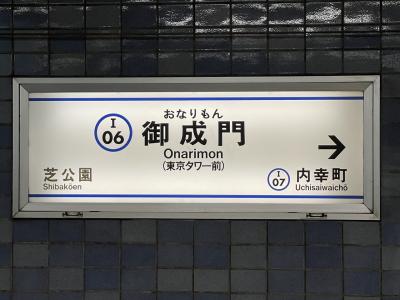 I
06
おなりもん
御成門
Onarimon
(東京タワー前)
芝公園
Shibakōen
→
I
07
内幸町
Uchisaiwaichō